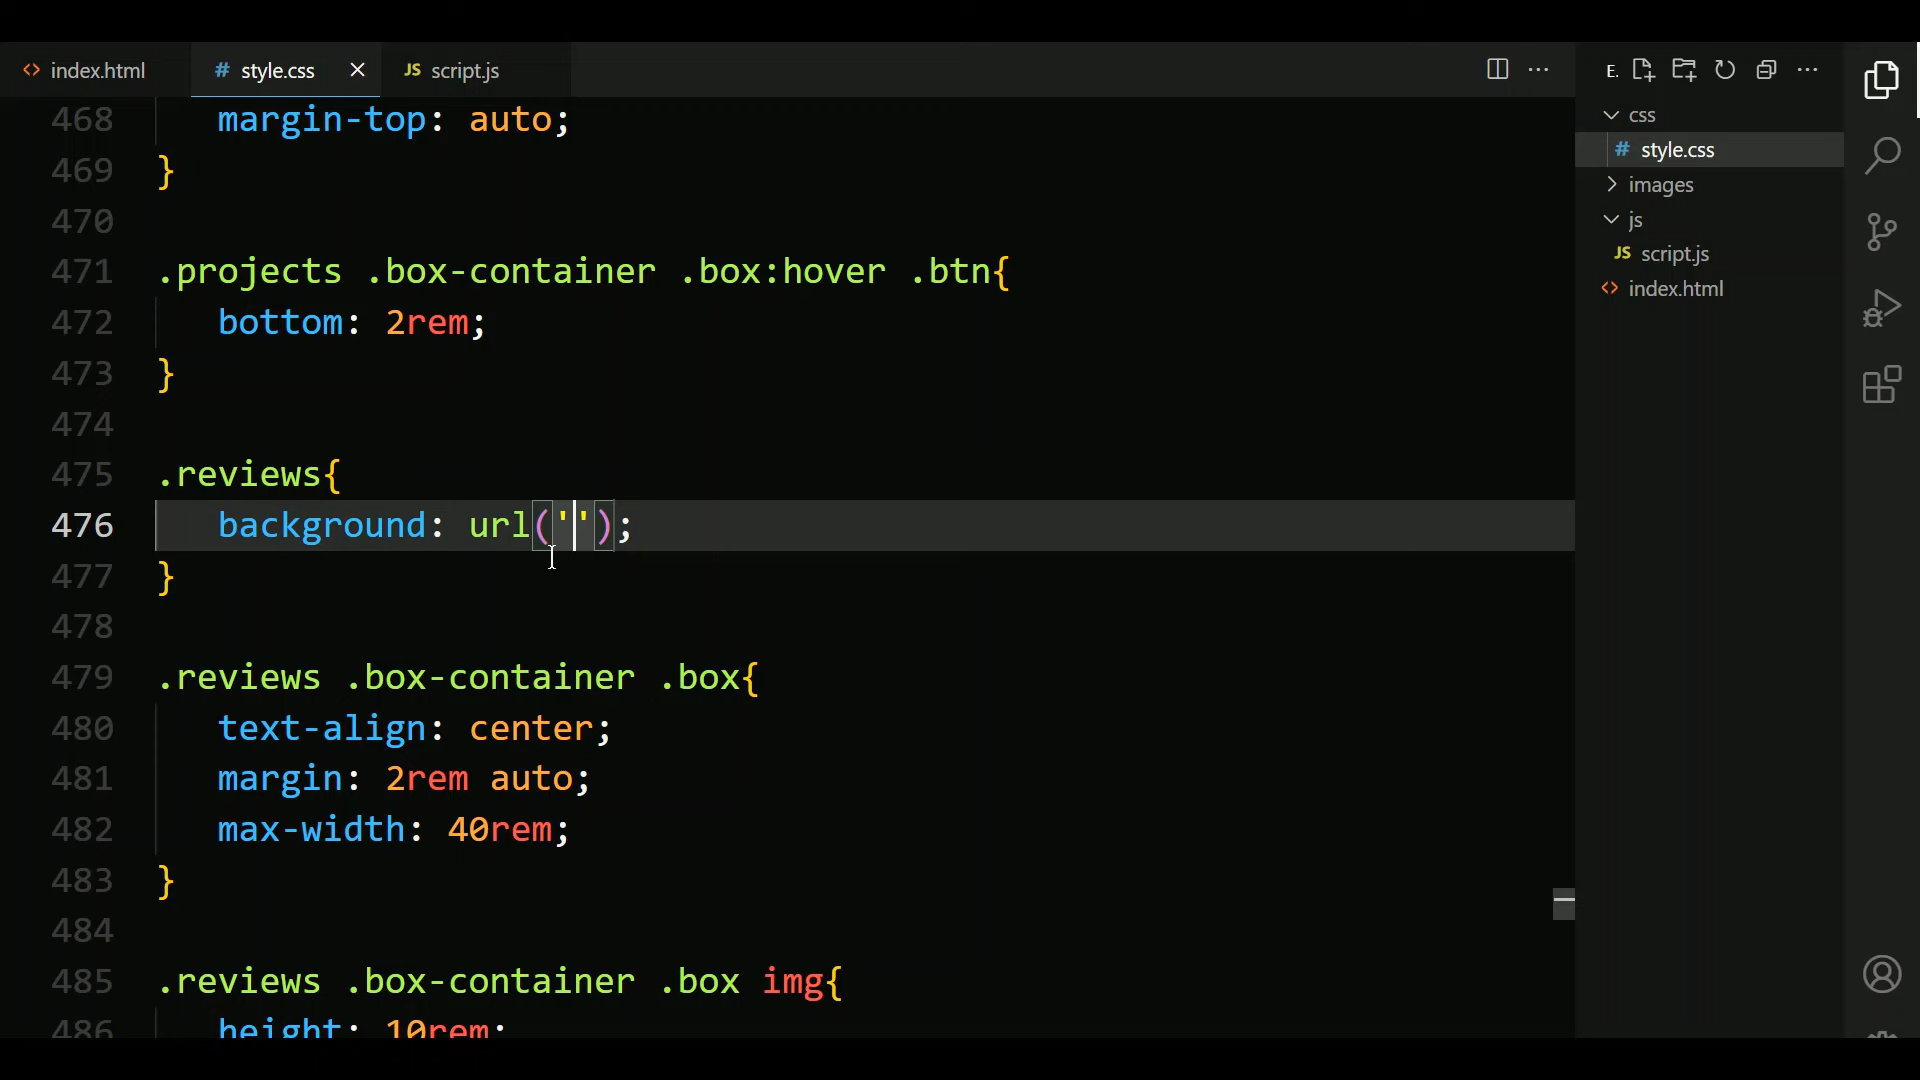 index.html
# style.css
JS script.js
E.
468 margin-top: auto;
469 }
470
471 .projects .box-container .box:hover .btn{
472 bottom: 2rem;
473 }
474
475 .reviews{
476 background: url('');
477 }
478
479 .reviews .box-container .box{
480 text-align: center;
481 margin: 2rem auto;
482 max-width: 40rem;
483 }
484
485 .reviews .box-container .box img{
486 height: 10rem;
css
# style.css
images
js
JS script.js
index.html